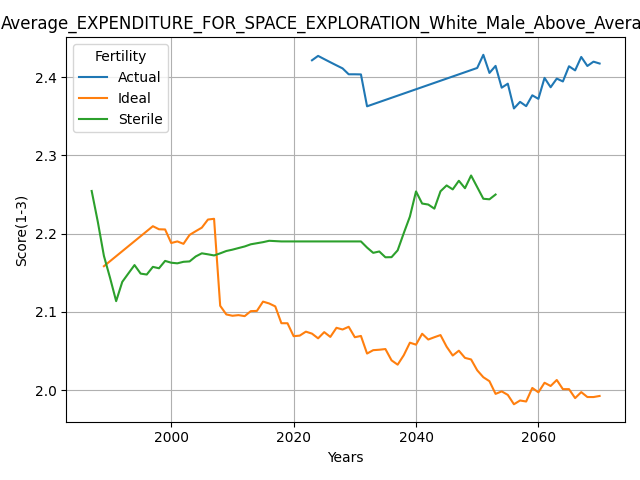 Average_EXPENDITURE_FOR_SPACE_EXPLORATION_White_Male_Above_Avera
Fertility
Actual
Ideal
Sterile
Score(1-3)
2.4
2.3
2.2
2.1
2.0
2000 2020 2040 2060
Years